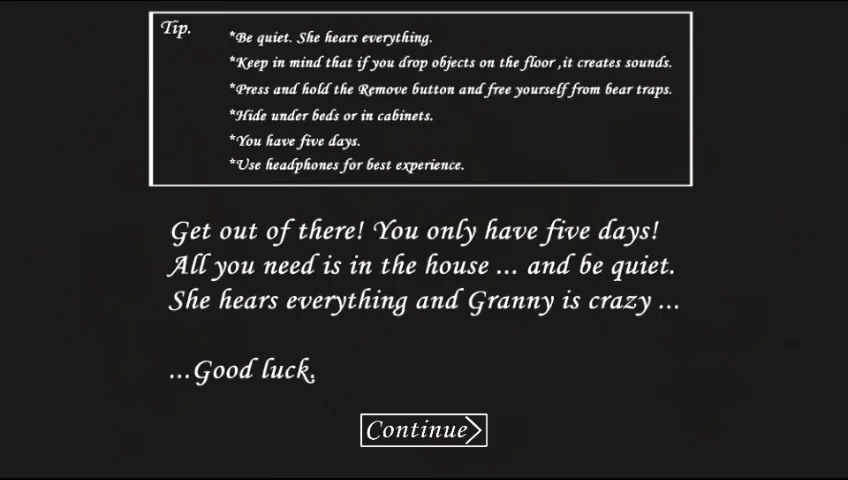 Tip.
*Be quiet. She hears everything.
*Keep in mind that if you drop objects on the floor ,it creates sounds.
*Press and hold the Remove button and free yourself from bear traps.
*Hide under beds or in cabinets.
*You have five days.
*Use headphones for best experience.
Get out of there! You only have five days!
All you need is in the house ... and be quiet.
She hears everything and Granny is crazy ...
...Good luck.
Continue